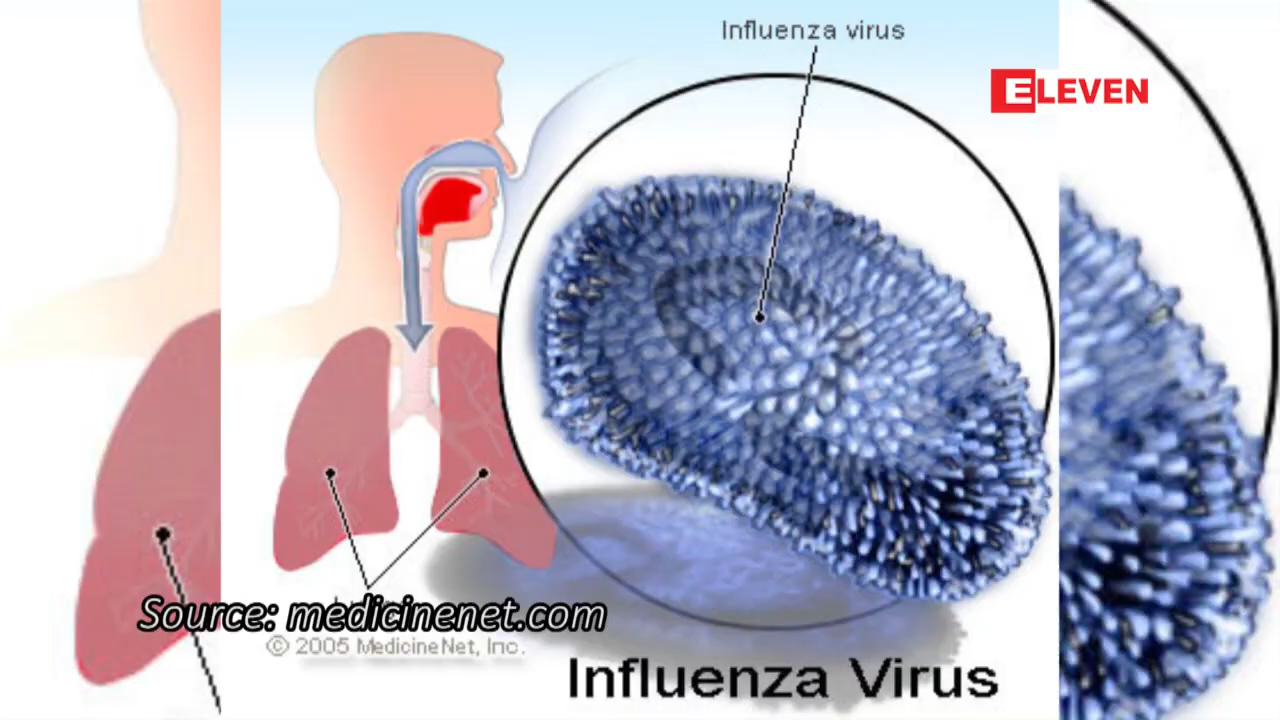 Influenza virus
ELEVEN
Source: medicinenet.com
© 2005 MedicineNet, Inc.
Influenza Virus